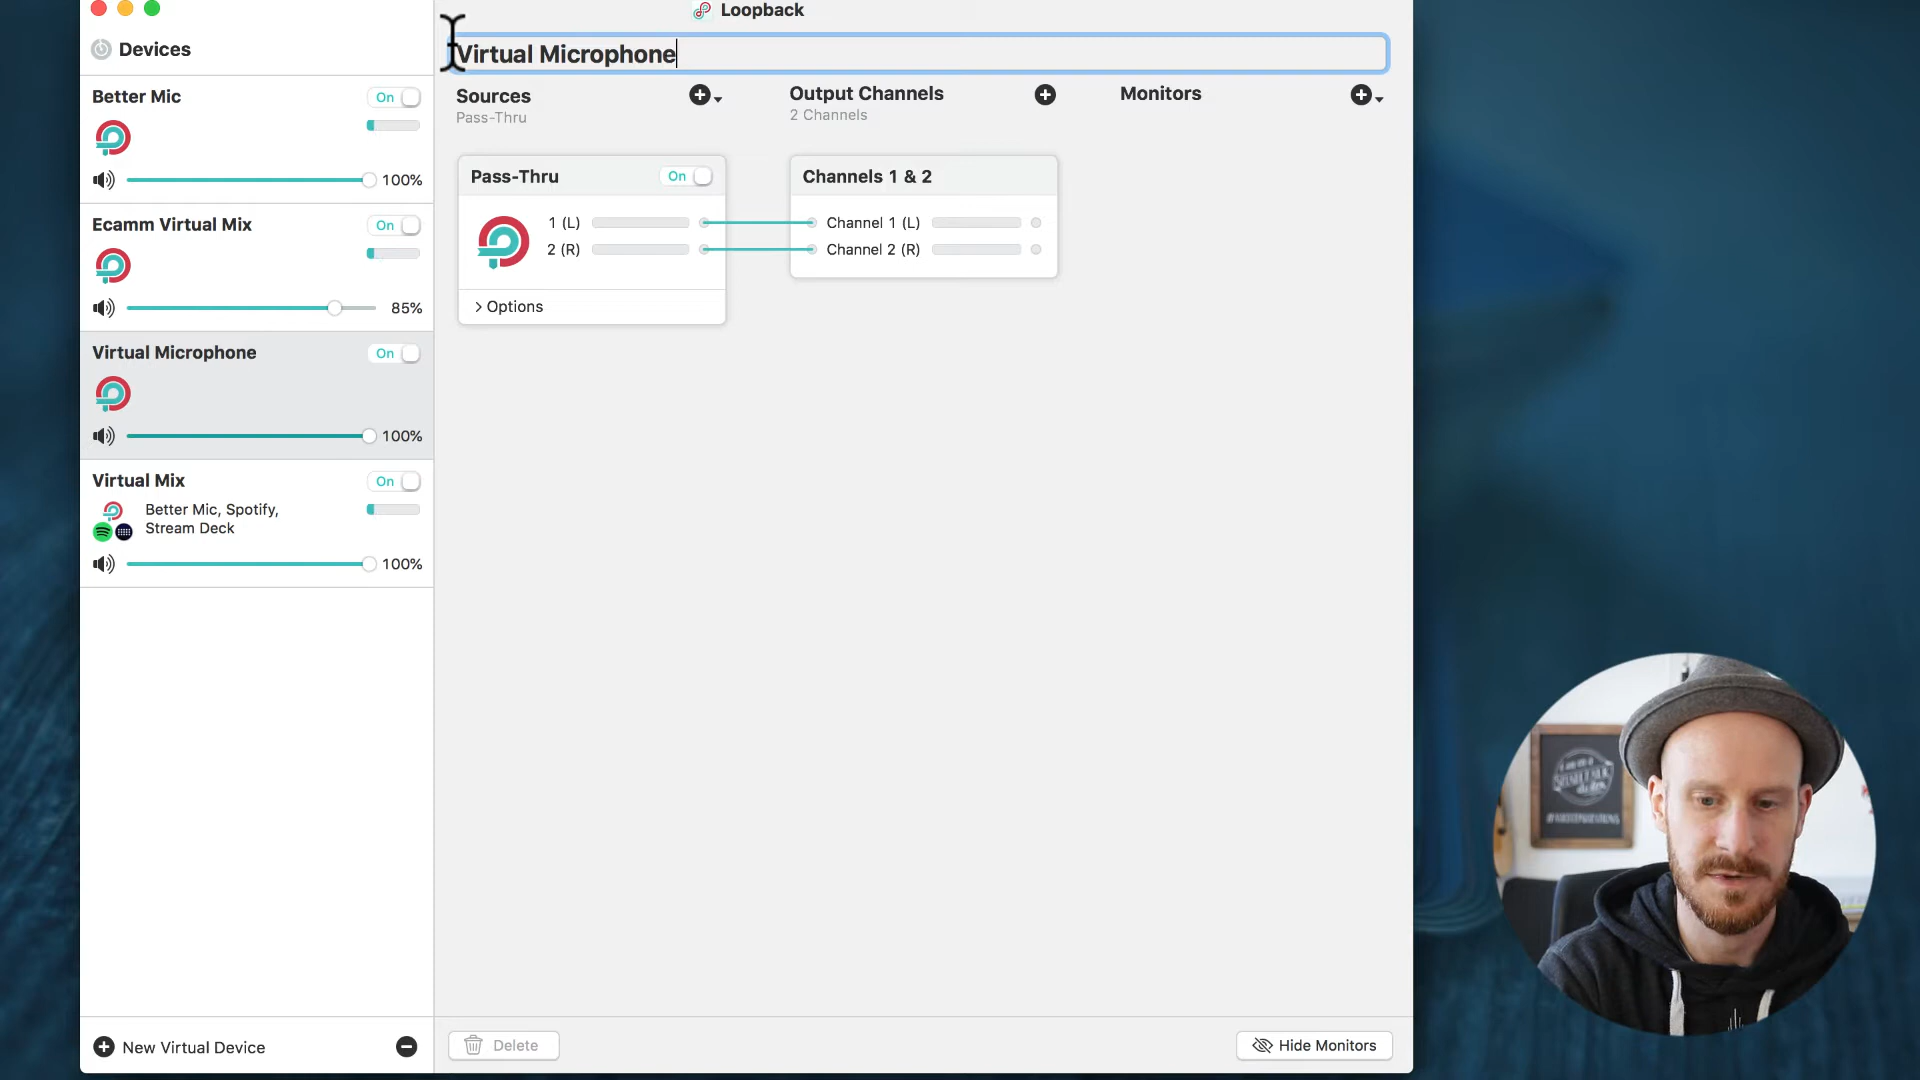 Loopback
Devices
Virtual Microphone
Better Mic
On
100%
Ecamm Virtual Mix
On
85%
Virtual Microphone
On
100%
Virtual Mix
On
Better Mic, Spotify,
Stream Deck
100%
New Virtual Device
Sources
Pass-Thru
Output Channels
2 Channels
Monitors
Pass-Thru
On
1 (L)
2 (R)
Options
Channels 1 & 2
Channel 1 (L)
Channel 2 (R)
Delete
Hide Monitors